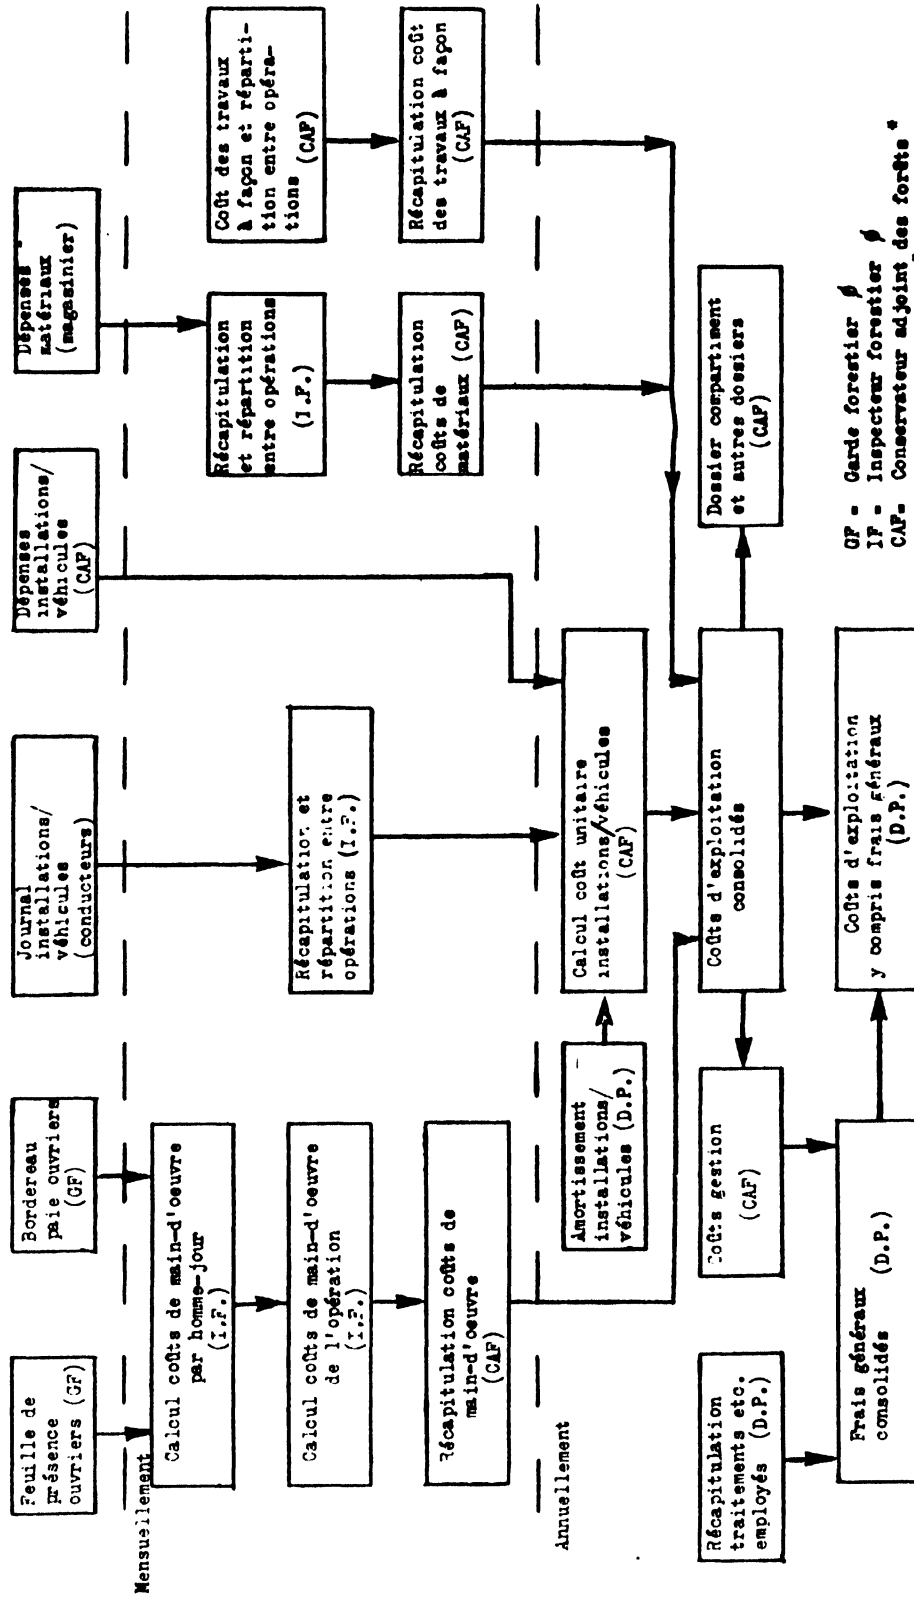 Feuille de
présence
ouvriers (GF)
Bordereau
paie ouvriers
(GF)
Journal
installations/
véhicules
(conducteurs)
Dépenses
installations/
véhicules
(CAF)
Dépenses
matériaux
(magasinier)
Mensuellement
Calcul coûts de main-d'oeuvre
par homme-jour
(I.F.)
Calcul coûts de main-d'oeuvre
de l'opération
(I.F.)
Récapitulation coûts de
main-d'oeuvre
(CAF)
Récapitulation et
répartition entre
opérations (I.F.)
Récapitulation
et répartition
entre opérations
(I.F.)
Récapitulation
coûts de
matériaux (CAF)
Coût des travaux
à façon et réparti-
tion entre opéra-
tions (CAF)
Récapitulation coût
des travaux à façon
(CAF)
Annuellement
Amortissement
installations/
véhicules (D.P.)
Calcul coût unitaire
installations/véhicules
(CAF)
Récapitulation
traitements etc.
employés (D.P.)
Coûts gestion
(CAF)
Coûts d'exploitation
consolidés
Dossier compartiment
et autres dossiers
(CAF)
Frais généraux
consolidés (D.P.)
Coûts d'exploitation
y compris frais généraux
(D.P.)
GF - Garde forestier ø
IF - Inspecteur forestier ø
CAF- Conservateur adjoint des forêts *